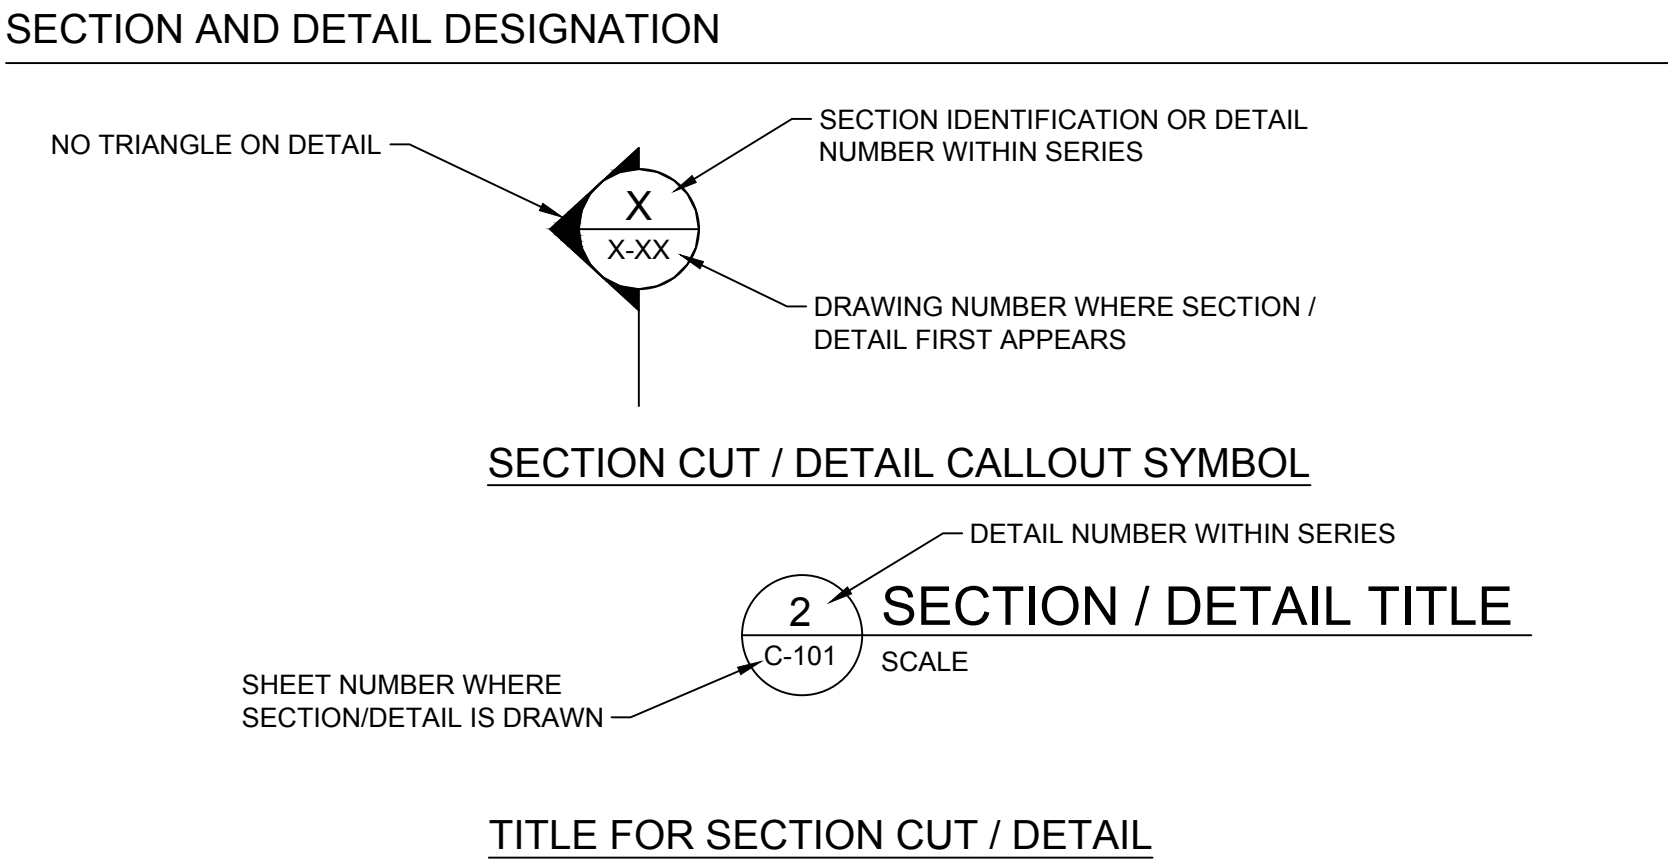 SECTION AND DETAIL DESIGNATION
NO TRIANGLE ON DETAIL
SECTION IDENTIFICATION OR DETAIL
NUMBER WITHIN SERIES
X
X-XX
DRAWING NUMBER WHERE SECTION /
DETAIL FIRST APPEARS
SECTION CUT / DETAIL CALLOUT SYMBOL
DETAIL NUMBER WITHIN SERIES
2
SECTION / DETAIL TITLE
C-101
SCALE
SHEET NUMBER WHERE
SECTION/DETAIL IS DRAWN
TITLE FOR SECTION CUT / DETAIL